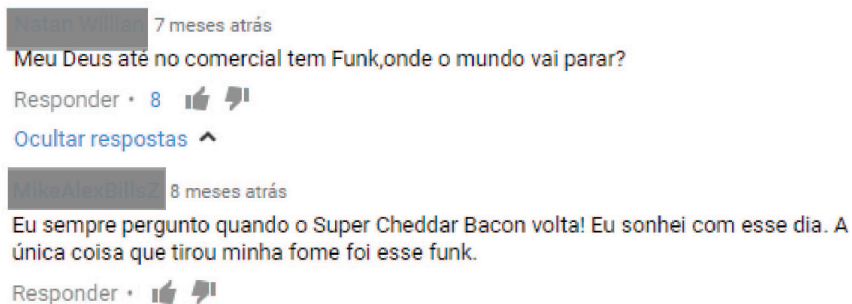 7 meses atrás
Meu Deus até no comercial tem Funk,onde o mundo vai parar?
Responder • 8
Ocultar respostas
8 meses atrás
Eu sempre pergunto quando o Super Cheddar Bacon volta! Eu sonhei com esse dia. A
única coisa que tirou minha fome foi esse funk.
Responder •